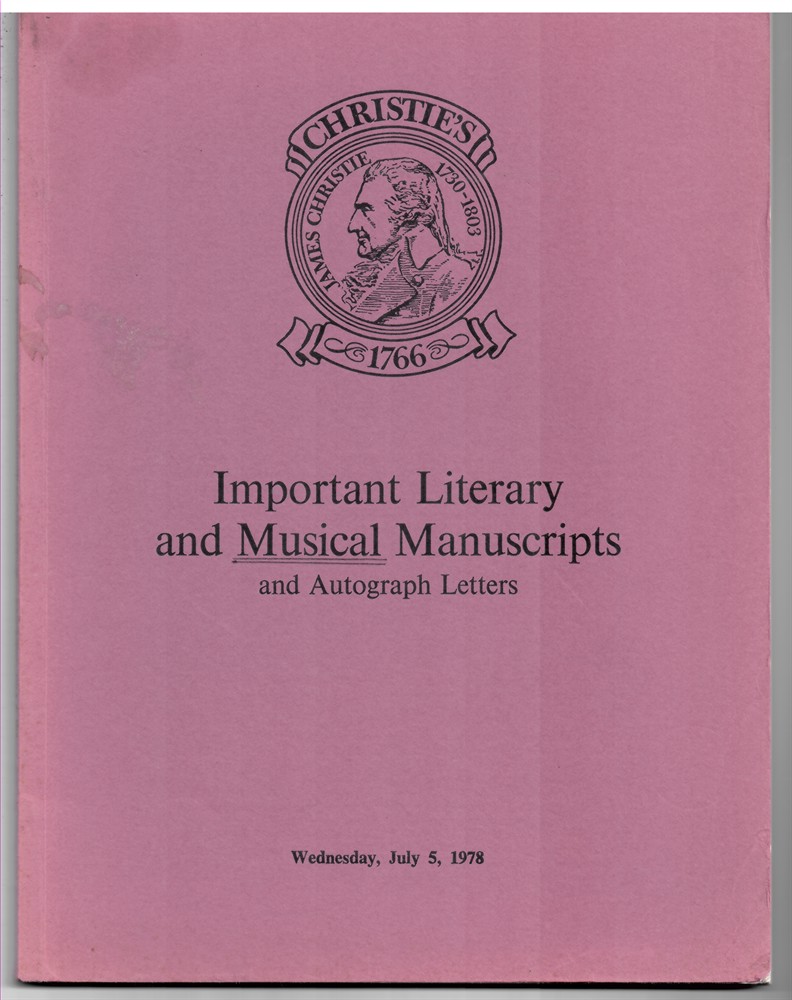 CHRISTIE'S
JAMES CHRISTIE 1730-1803
1766
Important Literary
and Musical Manuscripts
and Autograph Letters
Wednesday, July 5, 1978